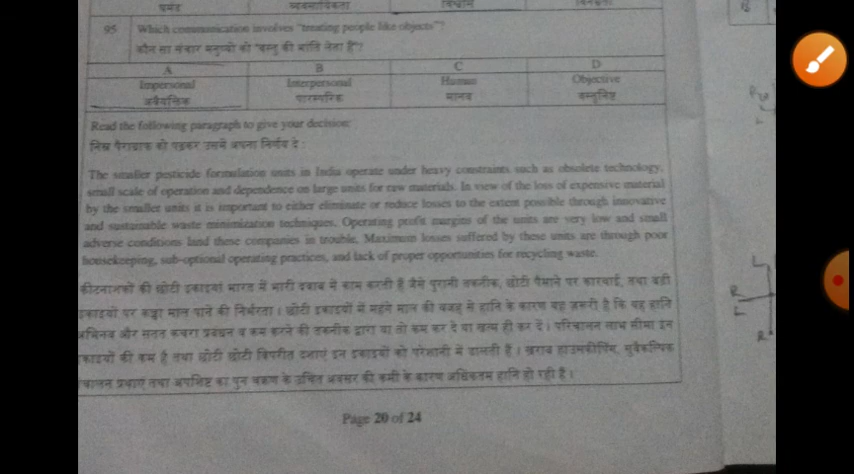 घमंड व्यवसायिकता विश्वास विनम्रता
95 Which communication involves "treating people like objects"?
कौन सा संचार मनुष्यो को "वस्तु की भांति लेता है"?
A B C D
Impersonal Interpersonal Human Objective
अवैयक्तिक पारस्परिक मानव वस्तुनिष्ठ
Read the following paragraph to give your decision:
निम्न पैराग्राफ को पढ़कर उसमें अपना निर्णय दे :
The smaller pesticide formulation units in India operate under heavy constraints such as obsolete technology,
small scale of operation and dependence on large units for raw materials. In view of the loss of expensive material
by the smaller units it is important to either eliminate or reduce losses to the extent possible through innovative
and sustainable waste minimization techniques. Operating profit margins of the units are very low and small
adverse conditions land these companies in trouble. Maximum losses suffered by these units are through poor
housekeeping, sub-optional operating practices, and lack of proper opportunities for recycling waste.
कीटनाशकों की छोटी इकाइयां भारत में भारी दबाब में काम करती हैं जैसे पुरानी तकनीक, छोटी पैमाने पर कारवाई, तथा बड़ी
इकाइयों पर कच्चा माल पाने की निर्भरता। छोटी इकाइयों में महंगे माल की वजह से हानि के कारण यह जरूरी है कि यह हानि
अभिनव और सतत कचरा प्रबंधन व कम करने की तकनीक द्वारा या तो कम कर दे या खत्म ही कर दें। परिचालन लाभ सीमा इन
काइयों की कम है तथा छोटी छोटी विपरीत दशाएं इन इकाइयों को परेशानी में डालती हैं। खराब हाउसकीपिंग, सुवैकल्पिक
चालन प्रथाएं तथा अपशिष्ट का पुन चक्रण के उचित अवसर की कमी के कारण अधिकतम हानि हो रही है।
Page 20 of 24
R
L
L
R
L
R